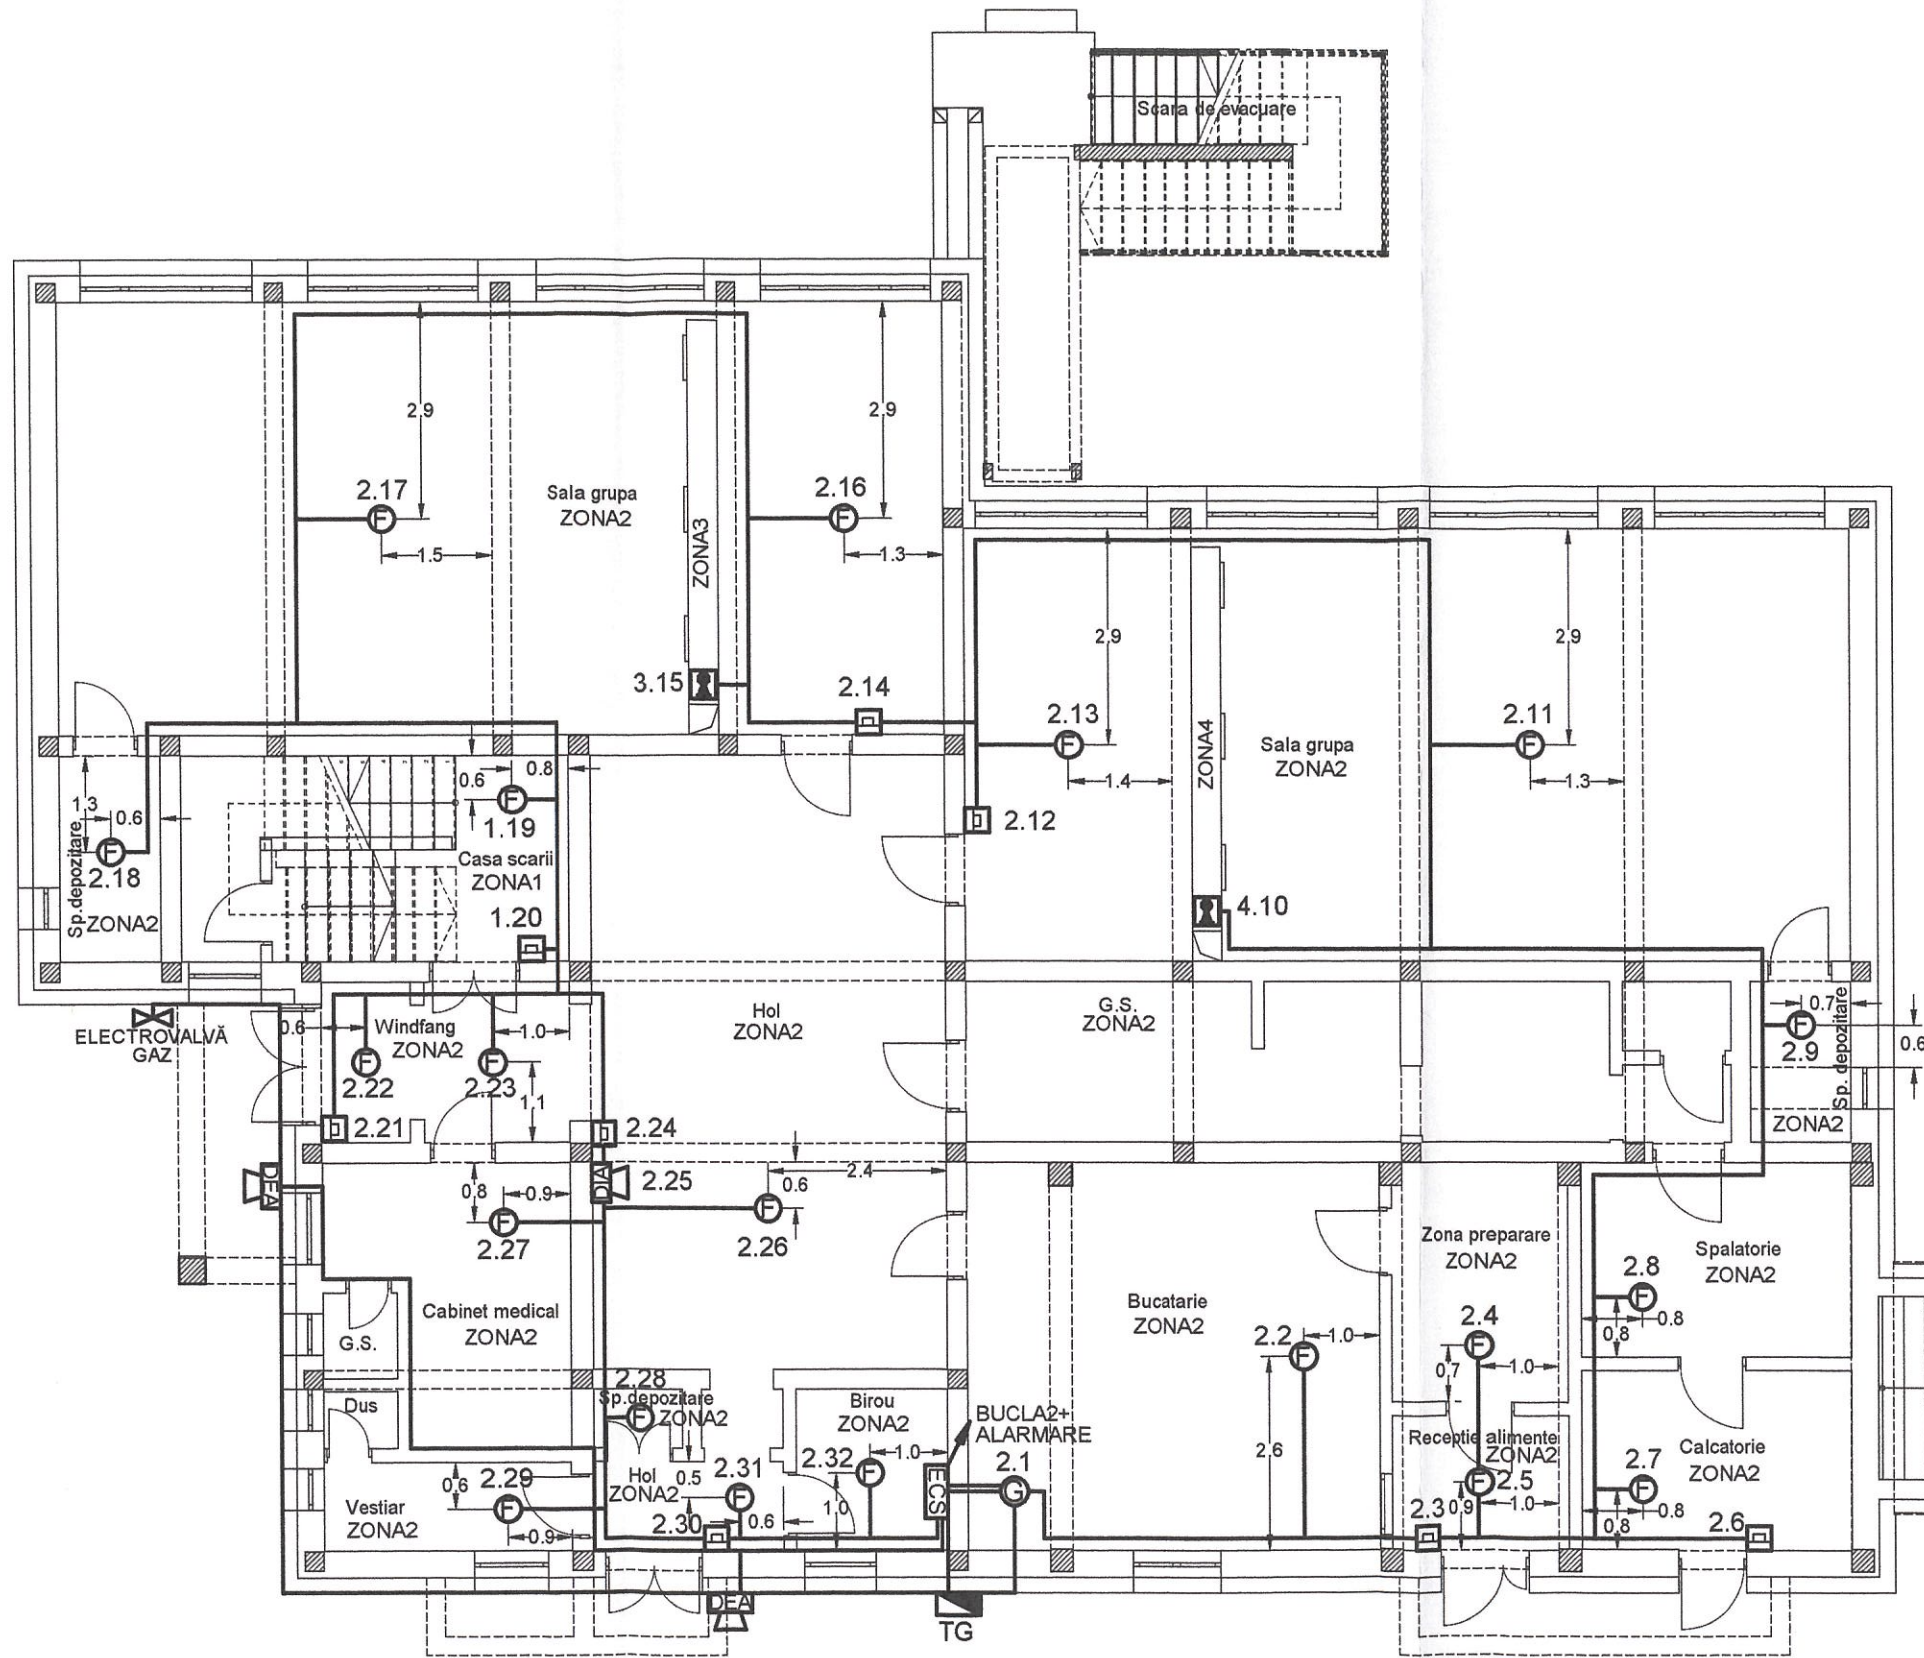 Scara de evacuare
2.9
2.9
2.17
F
1.5
Sala grupa
ZONA2
ZONA3
2.16
F
1.3
2.9
2.9
3.15
2.14
2.13
F
1.4
ZONA4
Sala grupa
ZONA2
2.11
F
1.3
0.6
0.8
F
1.19
2.12
1.3
0.6
F
2.18
Sp.depozitare
ZONA2
Casa scarii
ZONA1
1.20
4.10
ELECTROVALVĂ
GAZ
0.6
Windfang
ZONA2
1.0
F
2.22
F
2.23
1.1
2.21
Hol
ZONA2
G.S.
ZONA2
0.7
F
2.9
0.6
Sp. depozitare
ZONA2
2.24
DEA
DA
2.25
0.8
0.9
F
2.27
2.4
0.6
F
2.26
Cabinet medical
ZONA2
G.S.
Bucatarie
ZONA2
2.2
F
1.0
2.6
Zona preparare
ZONA2
2.4
F
0.7
1.0
Spalatorie
ZONA2
2.8
F
0.8
0.8
Dus
2.28
Sp.depozitare
F
ZONA2
Birou
ZONA2
BUCLA2+
ALARMARE
Receptie alimente
ZONA2
F
2.5
0.9
1.0
2.3
Calcatorie
ZONA2
2.7
F
0.8
0.8
2.6
Vestiar
ZONA2
0.6
2.29
F
0.9
Hol
ZONA2
0.5
2.31
F
2.30
0.6
2.32
F
1.0
1.0
ECS
2.1
G
DEA
TG